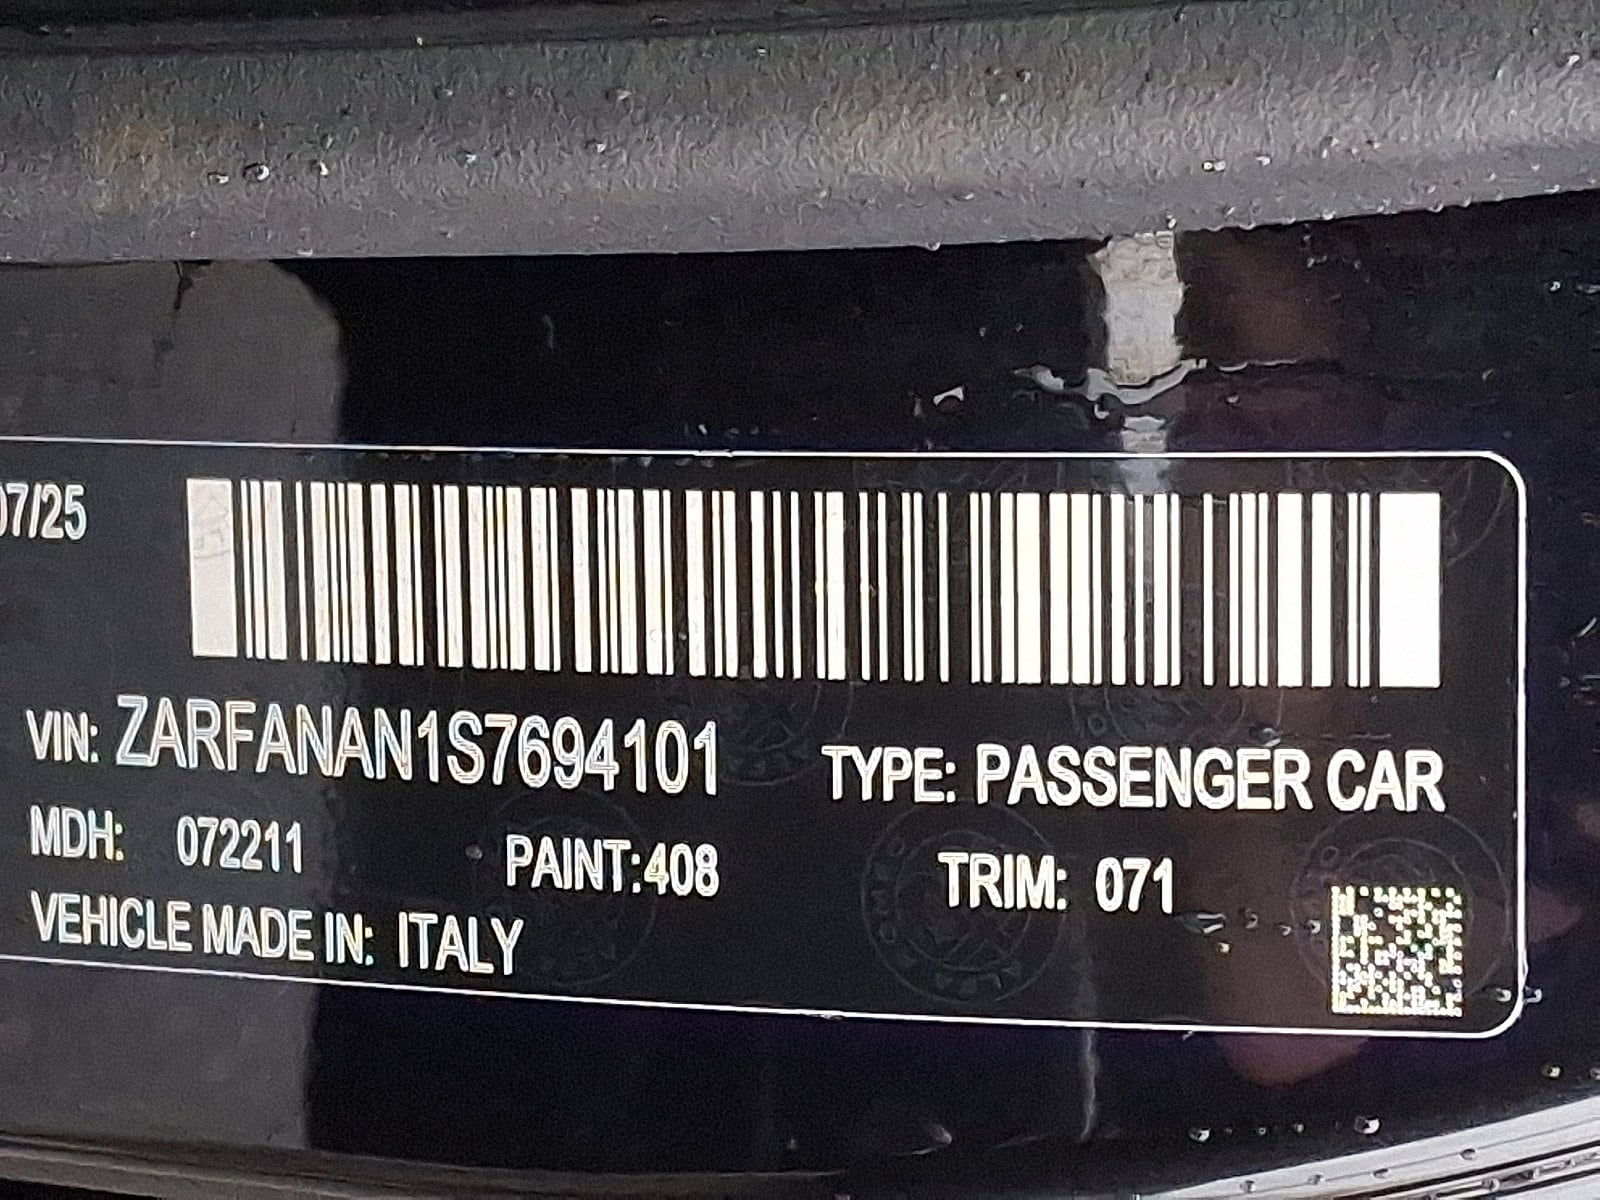 07/25
VIN: ZARFANAN1S7694101
TYPE: PASSENGER CAR
MDH: 072211 PAINT:408 TRIM: 071
VEHICLE MADE IN: ITALY